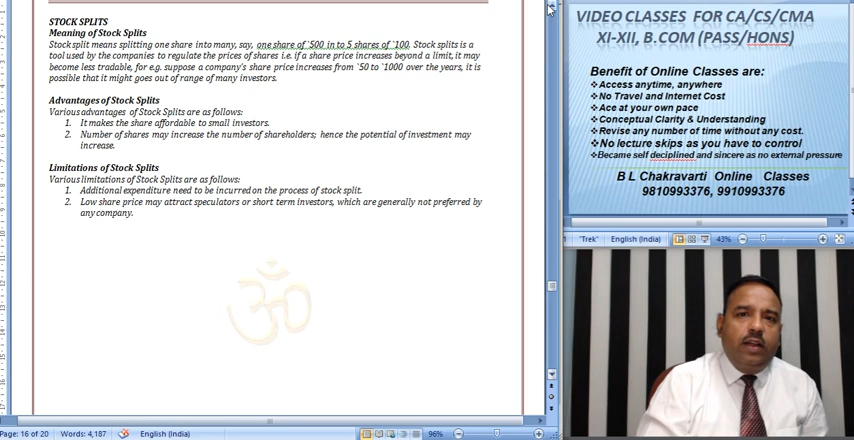 STOCK SPLITS
Meaning of Stock Splits
Stock split means splitting one share into many, say, one share of `500 in to 5 shares of `100. Stock splits is a
tool used by the companies to regulate the prices of shares i.e. if a share price increases beyond a limit, it may
become less tradable, for e.g. suppose a company's share price increases from `50 to `1000 over the years, it is
possible that it might goes out of range of many investors.
Advantages of Stock Splits
Various advantages of Stock Splits are as follows:
1. It makes the share affordable to small investors.
2. Number of shares may increase the number of shareholders; hence the potential of investment may
increase.
Limitations of Stock Splits
Various limitations of Stock Splits are as follows:
1. Additional expenditure need to be incurred on the process of stock split.
2. Low share price may attract speculators or short term investors, which are generally not preferred by
any company.
ॐ
Page: 16 of 20 Words: 4,187 English (India) 96%
VIDEO CLASSES FOR CA/CS/CMA
XI-XII, B.COM (PASS/HONS)
Benefit of Online Classes are:
❖Access anytime, anywhere
❖No Travel and Internet Cost
❖Ace at your own pace
❖Conceptual Clarity & Understanding
❖Revise any number of time without any cost.
❖No lecture skips as you have to control
❖Became self deciplined and sincere as no external pressure
B L Chakravarti Online Classes
9810993376, 9910993376
"Trek" English (India) 43%